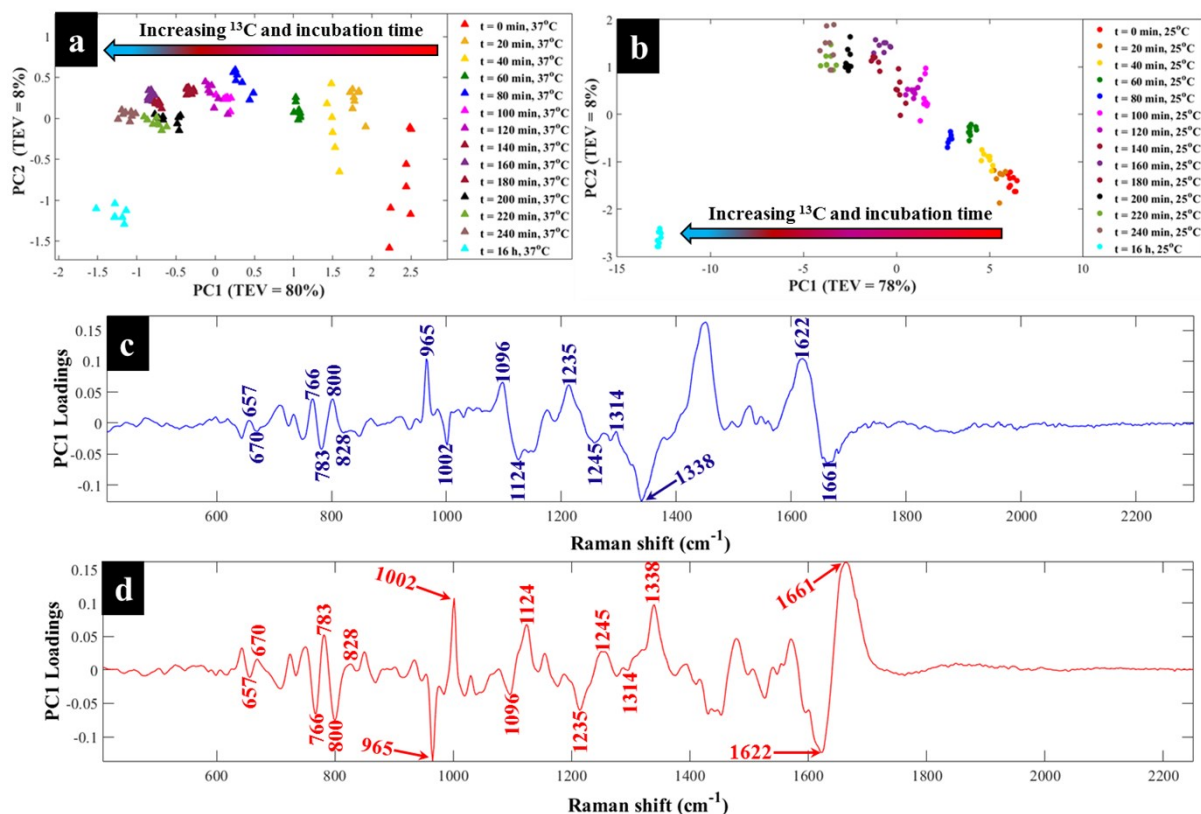 a
Increasing ¹³C and incubation time
PC2 (TEV = 8%)
1
0.5
0
-0.5
-1
-1.5
-2
-1.5
-1
-0.5
0
0.5
1
1.5
2
2.5
PC1 (TEV = 80%)
t = 0 min, 37°C
t = 20 min, 37°C
t = 40 min, 37°C
t = 60 min, 37°C
t = 80 min, 37°C
t = 100 min, 37°C
t = 120 min, 37°C
t = 140 min, 37°C
t = 160 min, 37°C
t = 180 min, 37°C
t = 200 min, 37°C
t = 220 min, 37°C
t = 240 min, 37°C
t = 16 h, 37°C
b
PC2 (TEV = 8%)
2
1
0
-1
-2
-3
Increasing ¹³C and incubation time
-15
-10
-5
0
5
10
PC1 (TEV = 78%)
t = 0 min, 25°C
t = 20 min, 25°C
t = 40 min, 25°C
t = 60 min, 25°C
t = 80 min, 25°C
t = 100 min, 25°C
t = 120 min, 25°C
t = 140 min, 25°C
t = 160 min, 25°C
t = 180 min, 25°C
t = 200 min, 25°C
t = 220 min, 25°C
t = 240 min, 25°C
t = 16 h, 25°C
c
PC1 Loadings
0.15
0.1
0.05
0
-0.05
-0.1
657
670
766
783
800
828
965
1002
1096
1124
1235
1245
1314
1338
1622
1661
600
800
1000
1200
1400
1600
1800
2000
2200
Raman shift (cm⁻¹)
d
PC1 Loadings
0.15
0.1
0.05
0
-0.05
-0.1
657
670
766
783
800
828
965
1002
1096
1124
1235
1245
1314
1338
1622
1661
600
800
1000
1200
1400
1600
1800
2000
2200
Raman shift (cm⁻¹)